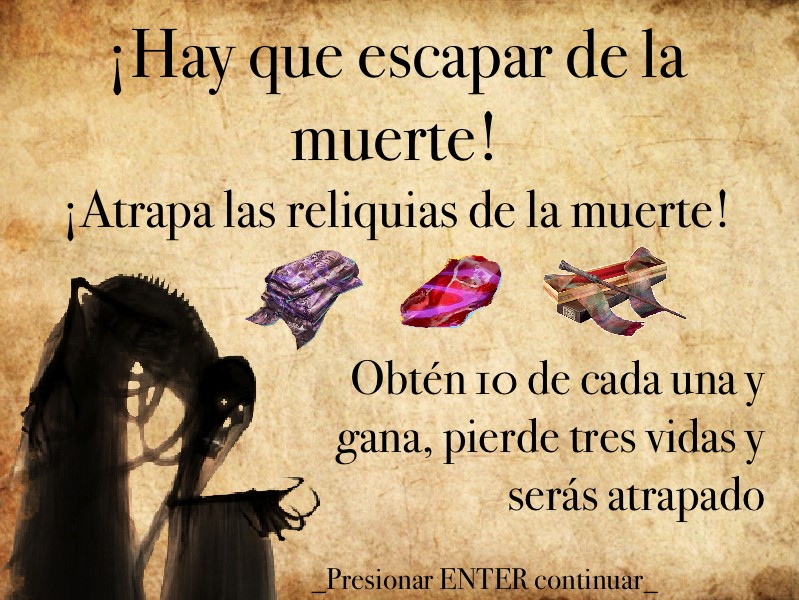 ¡Hay que escapar de la
muerte!
¡Atrapa las reliquias de la muerte!
Obtén 10 de cada una y
gana, pierde tres vidas y
serás atrapado
_Presionar ENTER continuar_